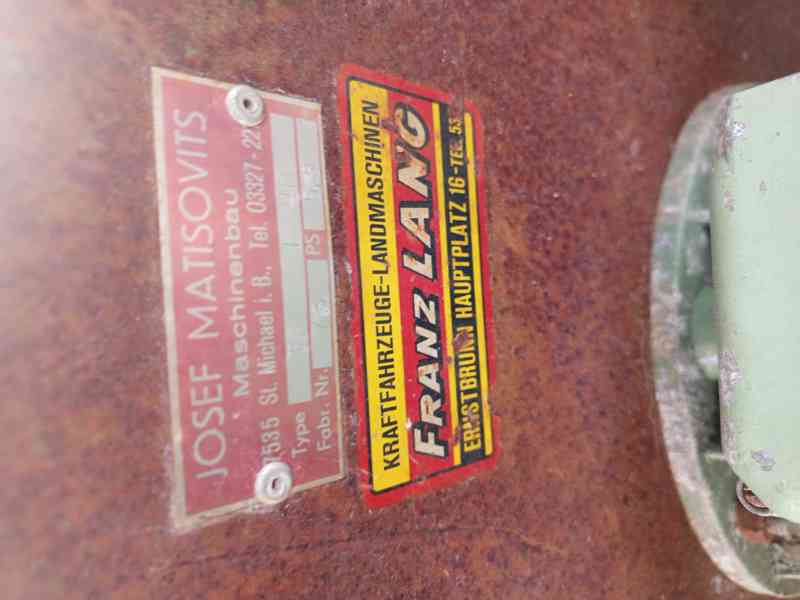 JOSEF MATISOVITS
Maschinenbau
7535 St. Michael i. B., Tel. 03327-22
Type
Fabr. Nr. PS
KRAFTFAHRZEUGE-LANDMASCHINEN
FRANZ LANG
ERNSTBRUNN HAUPTPLATZ 16-TEL. 53